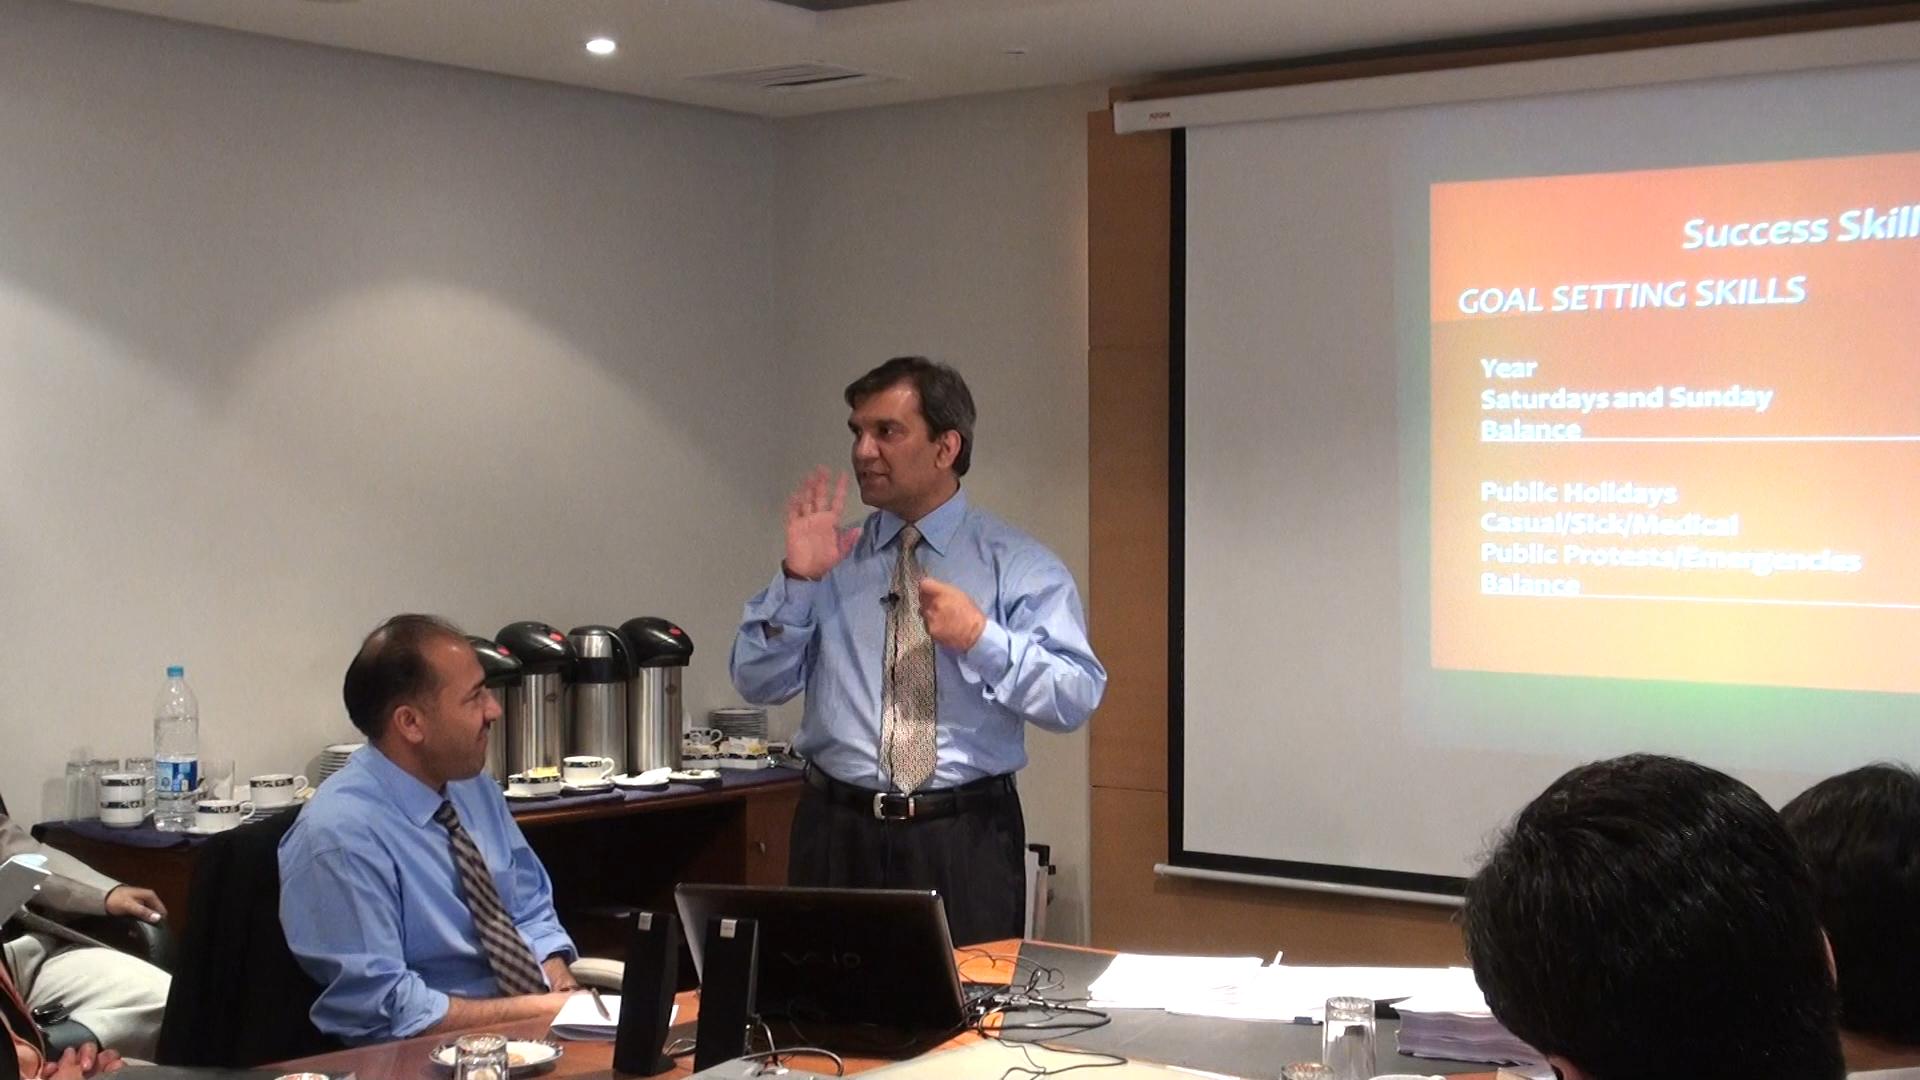 Success Skill
GOAL SETTING SKILLS
Year
Saturdays and Sunday
Balance
Public Holidays
Casual/Sick/Medical
Public Protests/Emergencies
Balance
VAIO